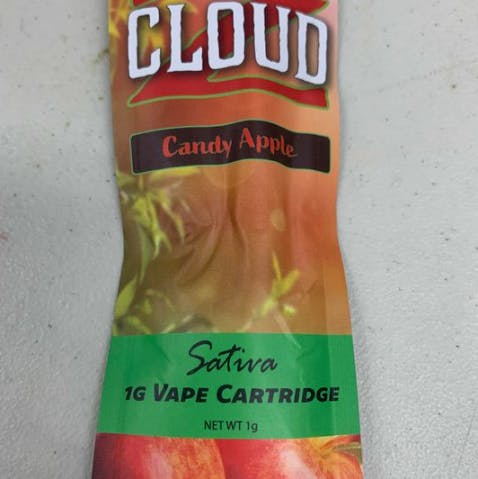 CLOUD
Candy Apple
Sativa
1G VAPE CARTRIDGE
NET WT 1g